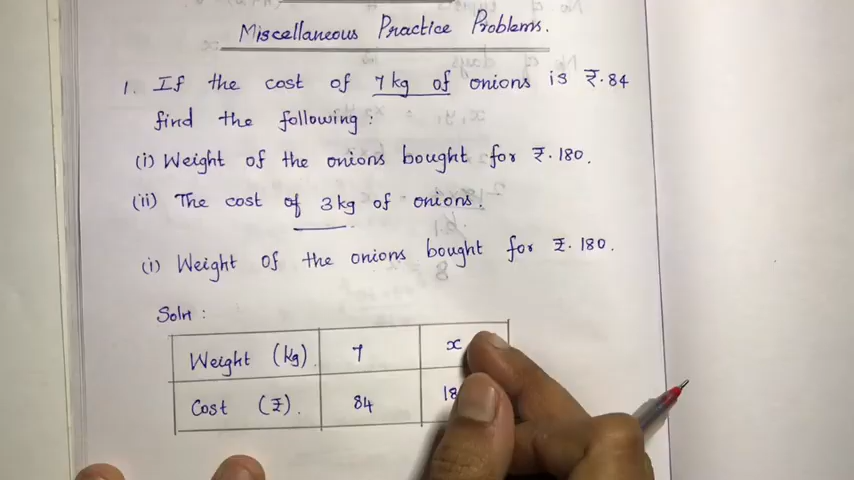 Miscellaneous Practice Problems.
1. If the cost of 7 kg of onions is ₹. 84
find the following :
(i) Weight of the onions bought for ₹. 180.
(ii) The cost of 3 kg of onions.
(i) Weight of the onions bought for ₹. 180.
Soln :
Weight (kg) 7 x
Cost (₹). 84